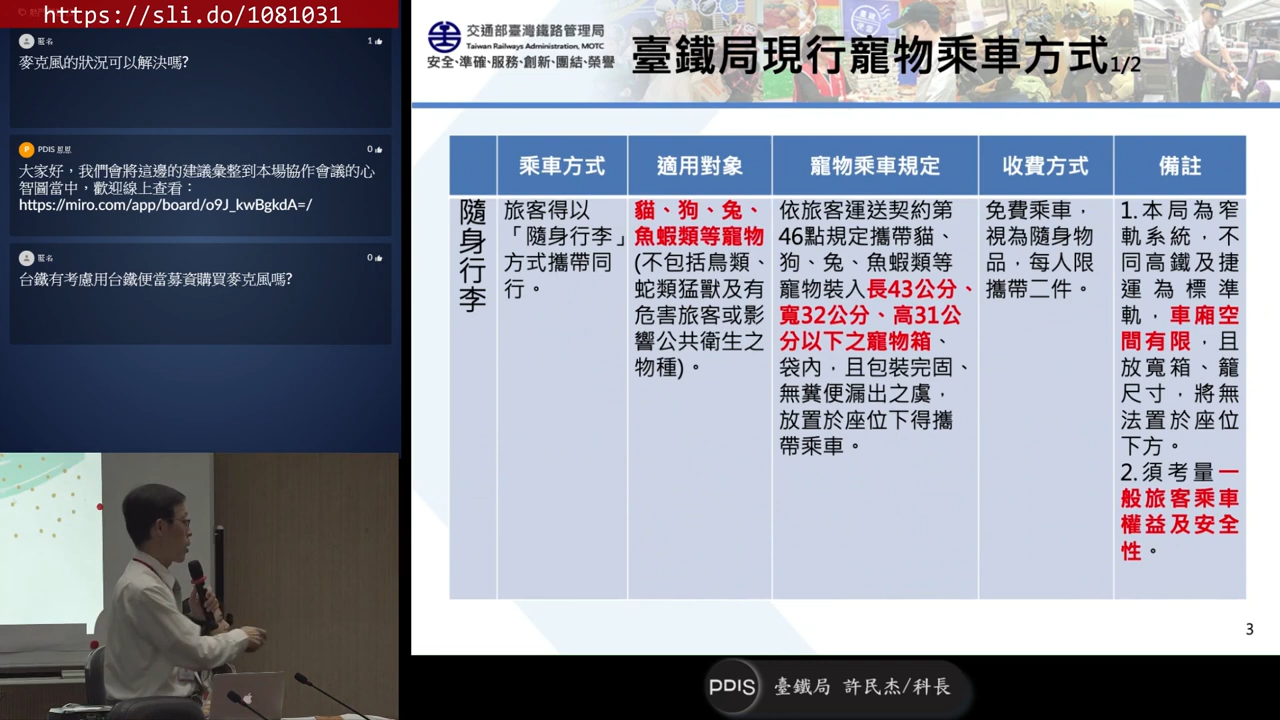 https://sli.do/1081031
匿名
1
麥克風的狀況可以解決嗎?
P
PDIS 恩恩
0
大家好，我們會將這邊的建議彙整到本場協作會議的心
智圖當中，歡迎線上查看：
https://miro.com/app/board/o9J_kwBgkdA=/
匿名
0
台鐵有考慮用台鐵便當募資購買麥克風嗎?
交通部臺灣鐵路管理局
Taiwan Railways Administration, MOTC
安全、準確、服務、創新、團結、榮譽
臺鐵局現行寵物乘車方式1/2
乘車方式
適用對象
寵物乘車規定
收費方式
備註
隨身行李
旅客得以
「隨身行李」
方式攜帶同
行。
貓、狗、兔、
魚蝦類等寵物
(不包括鳥類、
蛇類猛獸及有
危害旅客或影
響公共衛生之
物種)。
依旅客運送契約第
46點規定攜帶貓、
狗、兔、魚蝦類等
寵物裝入長43公分、
寬32公分、高31公
分以下之寵物箱、
袋內，且包裝完固、
無糞便漏出之虞，
放置於座位下得攜
帶乘車。
免費乘車，
視為隨身物
品，每人限
攜帶二件。
1.本局為窄
軌系統，不
同高鐵及捷
運為標準
軌，車廂空
間有限，且
放寬箱、籠
尺寸，將無
法置於座位
下方。
2.須考量一
般旅客乘車
權益及安全
性。
3
PDIS 臺鐵局 許民杰/科長